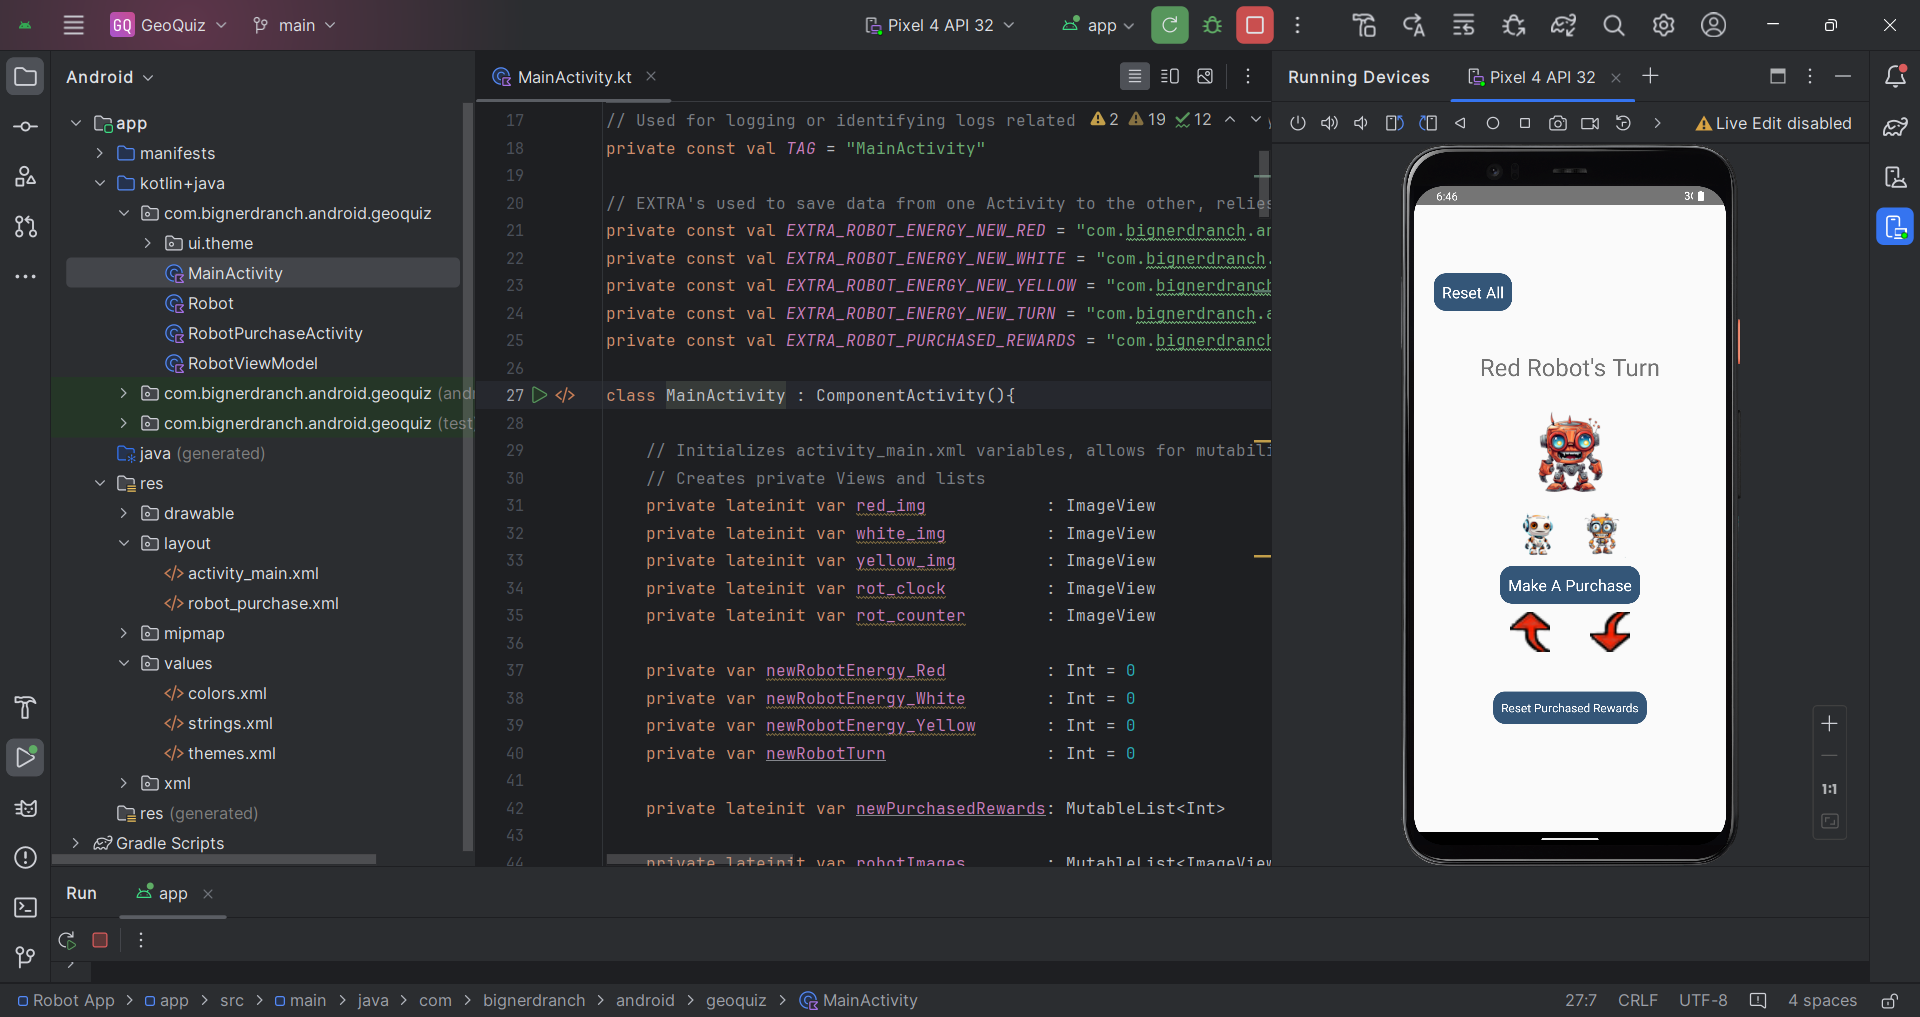 GQ GeoQuiz main Pixel 4 API 32 app
Android
app
manifests
kotlin+java
com.bignerdranch.android.geoquiz
ui.theme
MainActivity
Robot
RobotPurchaseActivity
RobotViewModel
com.bignerdranch.android.geoquiz
com.bignerdranch.android.geoquiz (test
java (generated)
res
drawable
layout
activity_main.xml
robot_purchase.xml
mipmap
values
colors.xml
strings.xml
themes.xml
xml
res (generated)
Gradle Scripts
MainActivity.kt
2 19 12
17 // Used for logging or identifying logs related
18 private const val TAG = "MainActivity"
19
20 // EXTRA's used to save data from one Activity to the other, relies
21 private const val EXTRA_ROBOT_ENERGY_NEW_RED = "com.bignerdranch.an
22 private const val EXTRA_ROBOT_ENERGY_NEW_WHITE = "com.bignerdranch.
23 private const val EXTRA_ROBOT_ENERGY_NEW_YELLOW = "com.bignerdranch
24 private const val EXTRA_ROBOT_ENERGY_NEW_TURN = "com.bignerdranch.a
25 private const val EXTRA_ROBOT_PURCHASED_REWARDS = "com.bignerdranch
26
27 class MainActivity : ComponentActivity(){
28
29 // Initializes activity_main.xml variables, allows for mutabili
30 // Creates private Views and lists
31 private lateinit var red_img : ImageView
32 private lateinit var white_img : ImageView
33 private lateinit var yellow_img : ImageView
34 private lateinit var rot_clock : ImageView
35 private lateinit var rot_counter : ImageView
36
37 private var newRobotEnergy_Red : Int = 0
38 private var newRobotEnergy_White : Int = 0
39 private var newRobotEnergy_Yellow : Int = 0
40 private var newRobotTurn : Int = 0
41
42 private lateinit var newPurchasedRewards: MutableList<Int>
43
44 private lateinit var robotImages : MutableList<ImageView
Running Devices Pixel 4 API 32
Live Edit disabled
6:46
Reset All
Red Robot's Turn
Make A Purchase
Reset Purchased Rewards
1:1
Run app
Robot App > app > src > main > java > com > bignerdranch > android > geoquiz > MainActivity
27:7 CRLF UTF-8 4 spaces